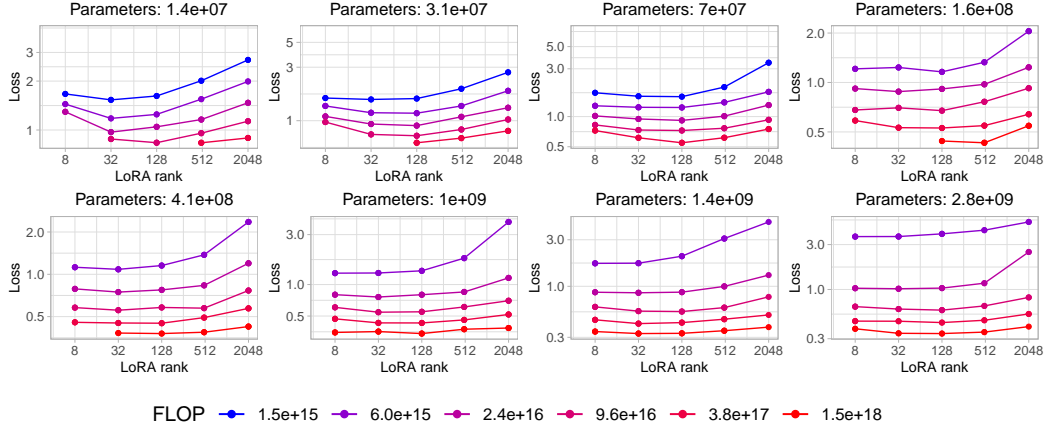 Parameters: 1.4e+07 Parameters: 3.1e+07 Parameters: 7e+07 Parameters: 1.6e+08
Loss 3 2 1 8 32 128 512 2048 LoRA rank
Loss 5 3 1 8 32 128 512 2048 LoRA rank
Loss 5.0 3.0 1.0 0.5 8 32 128 512 2048 LoRA rank
Loss 2.0 1.0 0.5 8 32 128 512 2048 LoRA rank
Parameters: 4.1e+08 Parameters: 1e+09 Parameters: 1.4e+09 Parameters: 2.8e+09
Loss 2.0 1.0 0.5 8 32 128 512 2048 LoRA rank
Loss 3.0 1.0 0.5 8 32 128 512 2048 LoRA rank
Loss 3.0 1.0 0.3 8 32 128 512 2048 LoRA rank
Loss 3.0 1.0 0.3 8 32 128 512 2048 LoRA rank
FLOP 1.5e+15 6.0e+15 2.4e+16 9.6e+16 3.8e+17 1.5e+18